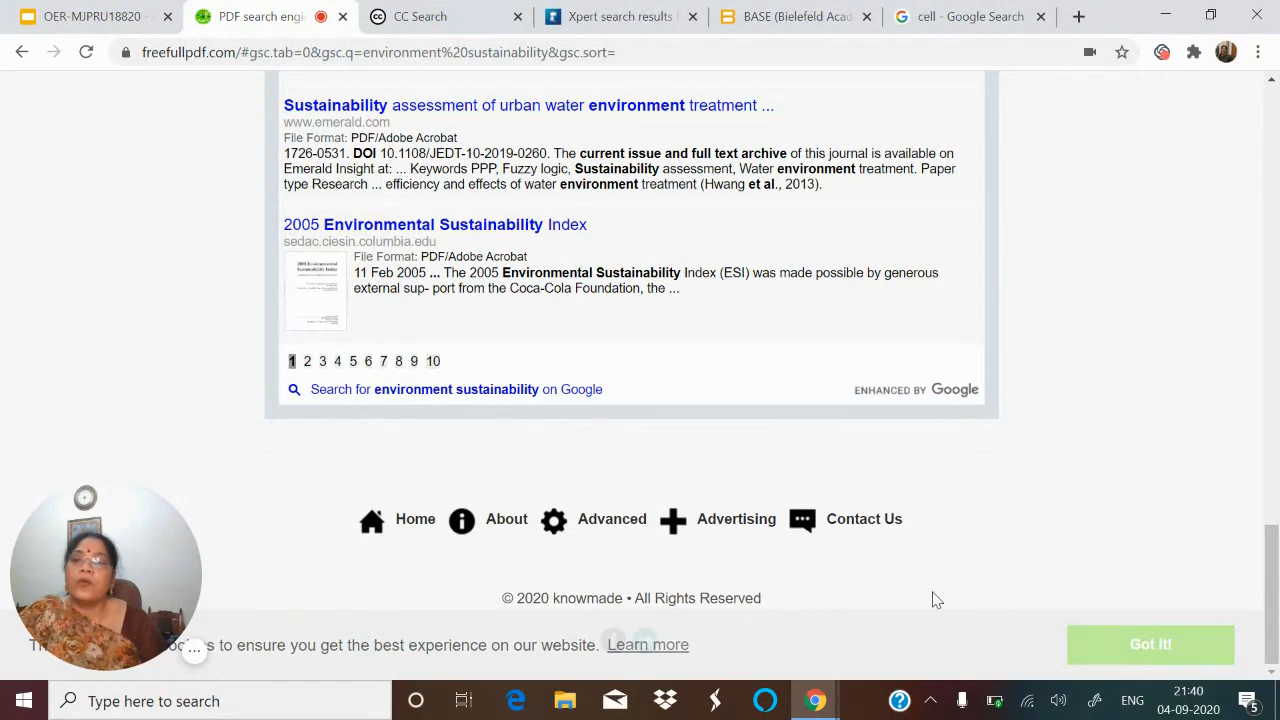 OER-MJPRU18820 -
PDF search engi
CC Search
Xpert search results f
BASE (Bielefeld Acad
cell - Google Search
freefullpdf.com/#gsc.tab=0&gsc.q=environment%20sustainability&gsc.sort=
Sustainability assessment of urban water environment treatment ...
www.emerald.com
File Format: PDF/Adobe Acrobat
1726-0531. DOI 10.1108/JEDT-10-2019-0260. The current issue and full text archive of this journal is available on
Emerald Insight at: ... Keywords PPP, Fuzzy logic, Sustainability assessment, Water environment treatment. Paper
type Research ... efficiency and effects of water environment treatment (Hwang et al., 2013).
2005 Environmental Sustainability Index
sedac.ciesin.columbia.edu
File Format: PDF/Adobe Acrobat
11 Feb 2005 ... The 2005 Environmental Sustainability Index (ESI) was made possible by generous
external sup- port from the Coca-Cola Foundation, the ...
1 2 3 4 5 6 7 8 9 10
Search for environment sustainability on Google
ENHANCED BY Google
Home About Advanced Advertising Contact Us
© 2020 knowmade • All Rights Reserved
to ensure you get the best experience on our website. Learn more
Got it!
Type here to search
ENG
21:40
04-09-2020
5